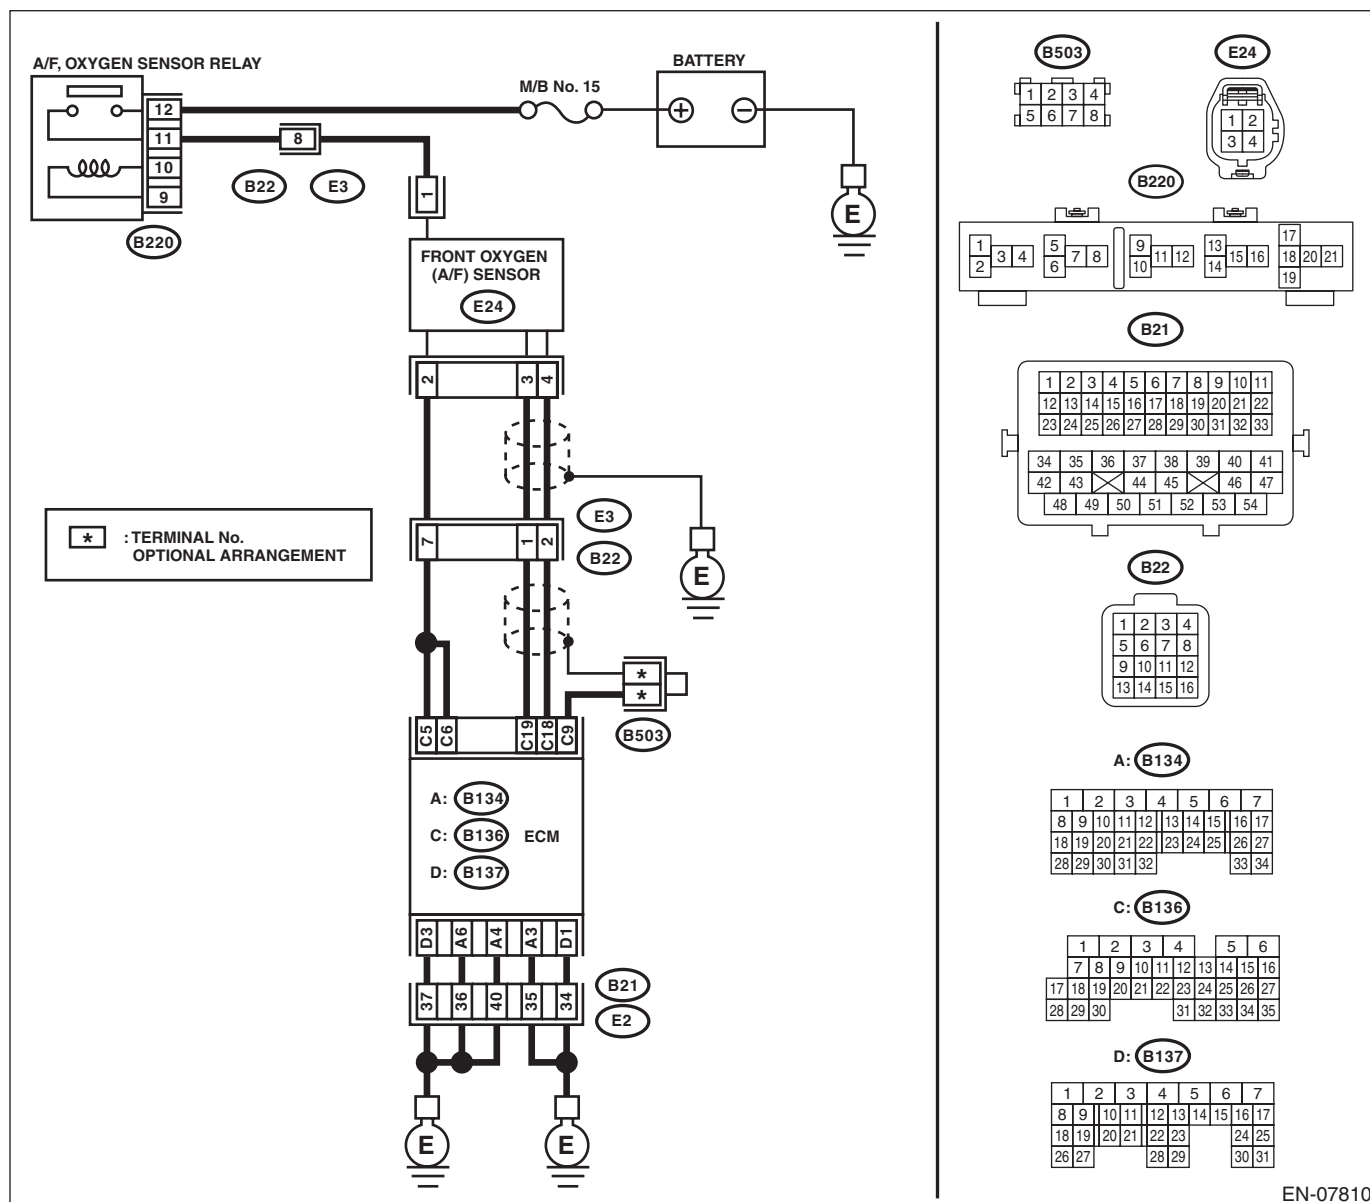 A/F, OXYGEN SENSOR RELAY
12
11
10
9
B220
8
B22 E3
M/B No. 15
BATTERY
+ −
E
1
FRONT OXYGEN
(A/F) SENSOR
E24
2 3 4
E3
B22
E
7 1 2
* : TERMINAL No.
OPTIONAL ARRANGEMENT
*
*
B503
C5 C6 C19 C18 C9
A: B134
C: B136 ECM
D: B137
D3 A6 A4 A3 D1
B21
E2
37 36 40 35 34
E E
B503
1 2 3 4
5 6 7 8
E24
1 2
3 4
B220
1 2 3 4 5 6 7 8 9 10 11 12 13 14 15 16 17 18 19 20 21
B21
1 2 3 4 5 6 7 8 9 10 11
12 13 14 15 16 17 18 19 20 21 22
23 24 25 26 27 28 29 30 31 32 33
34 35 36 37 38 39 40 41
42 43 44 45 46 47
48 49 50 51 52 53 54
B22
1 2 3 4
5 6 7 8
9 10 11 12
13 14 15 16
A: B134
1 2 3 4 5 6 7
8 9 10 11 12 13 14 15 16 17
18 19 20 21 22 23 24 25 26 27
28 29 30 31 32 33 34
C: B136
1 2 3 4 5 6
7 8 9 10 11 12 13 14 15 16
17 18 19 20 21 22 23 24 25 26 27
28 29 30 31 32 33 34 35
D: B137
1 2 3 4 5 6 7
8 9 10 11 12 13 14 15 16 17
18 19 20 21 22 23 24 25
26 27 28 29 30 31
EN-07810